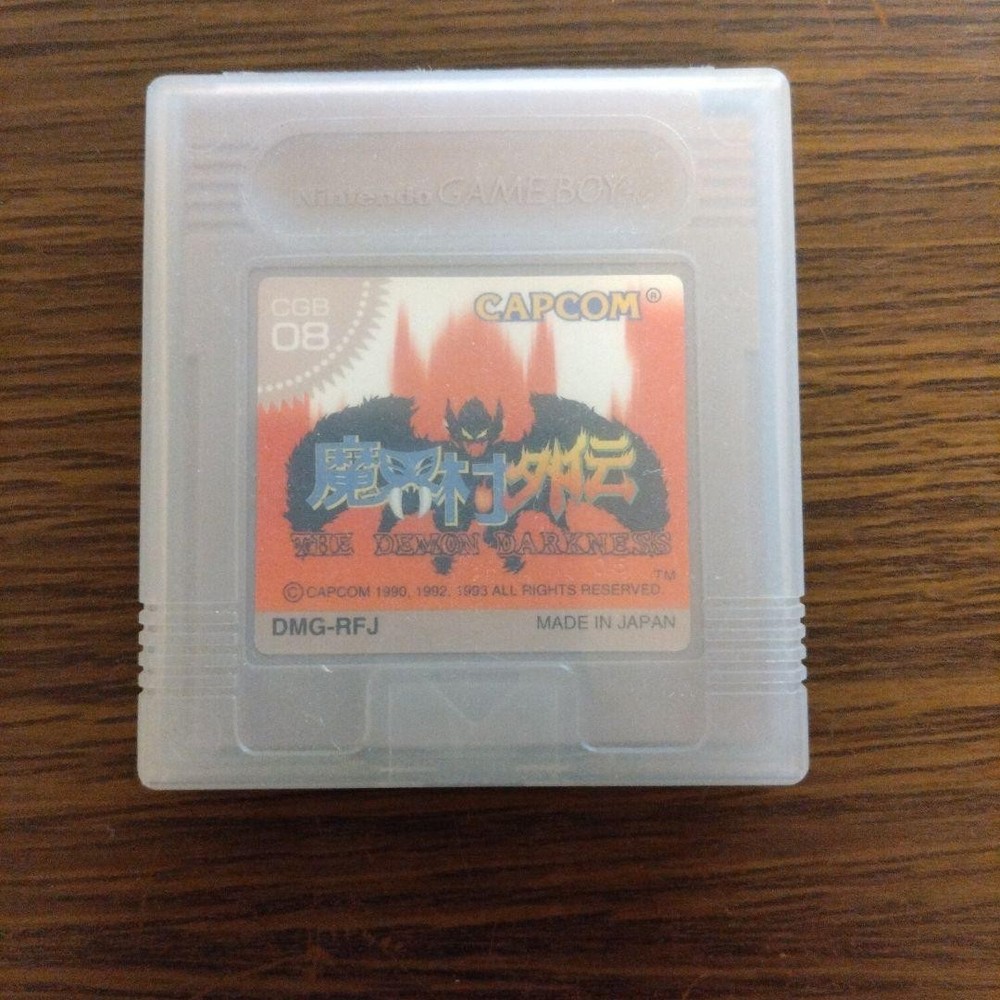 Nintendo GAME BOY™
CGB
08
CAPCOM®
魔界村外伝
THE DEMON DARKNESS
TM
©CAPCOM 1990, 1992, 1993 ALL RIGHTS RESERVED.
DMG-RFJ
MADE IN JAPAN